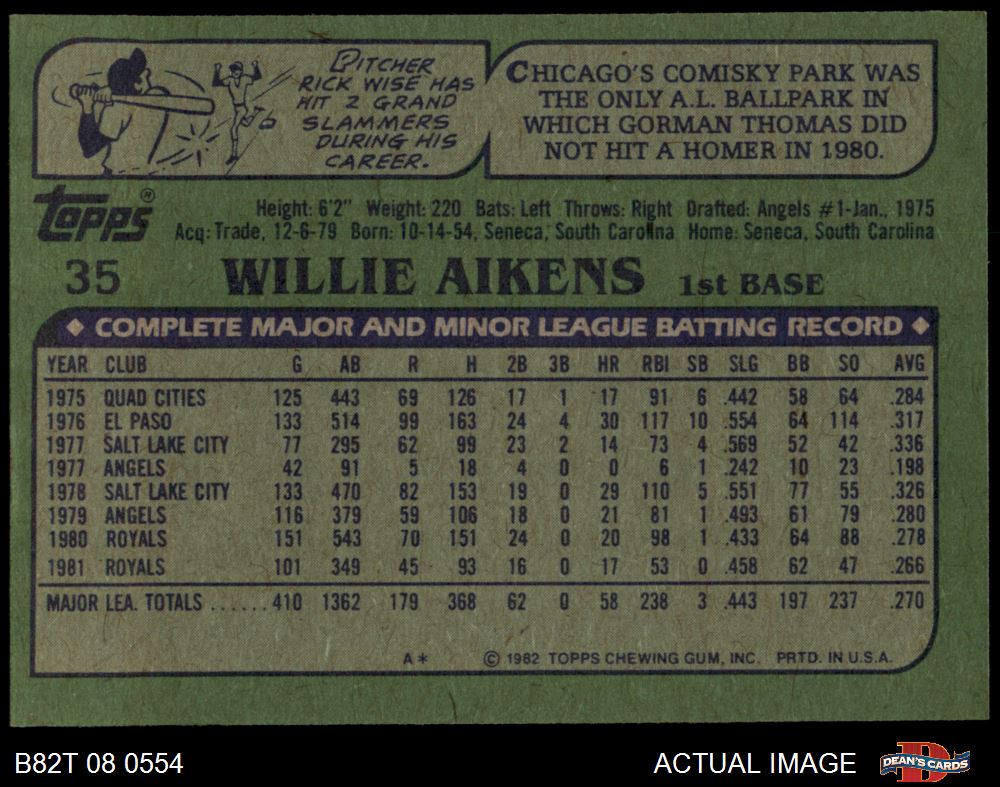 PITCHER
RICK WISE HAS
HIT 2 GRAND
SLAMMERS
DURING HIS
CAREER.
CHICAGO'S COMISKY PARK WAS
THE ONLY A.L. BALLPARK IN
WHICH GORMAN THOMAS DID
NOT HIT A HOMER IN 1980.
TOPPS®
Height: 6'2" Weight: 220 Bats: Left Throws: Right Drafted: Angels #1-Jan., 1975
Acq: Trade, 12-6-79 Born: 10-14-54, Seneca, South Carolina Home: Seneca, South Carolina
35 WILLIE AIKENS 1st BASE
◆ COMPLETE MAJOR AND MINOR LEAGUE BATTING RECORD ◆
YEAR CLUB G AB R H 2B 3B HR RBI SB SLG BB SO AVG
1975 QUAD CITIES 125 443 69 126 17 1 17 91 6 .442 58 64 .284
1976 EL PASO 133 514 99 163 24 4 30 117 10 .554 64 114 .317
1977 SALT LAKE CITY 77 295 62 99 23 2 14 73 4 .569 52 42 .336
1977 ANGELS 42 91 5 18 4 0 0 6 1 .242 10 23 .198
1978 SALT LAKE CITY 133 470 82 153 19 0 29 110 5 .551 77 55 .326
1979 ANGELS 116 379 59 106 18 0 21 81 1 .493 61 79 .280
1980 ROYALS 151 543 70 151 24 0 20 98 1 .433 64 88 .278
1981 ROYALS 101 349 45 93 16 0 17 53 0 .458 62 47 .266
MAJOR LEA. TOTALS ...... 410 1362 179 368 62 0 58 238 3 .443 197 237 .270
A* © 1982 TOPPS CHEWING GUM, INC. PRTD. IN U.S.A.
B82T 08 0554 ACTUAL IMAGE D DEAN'S CARDS